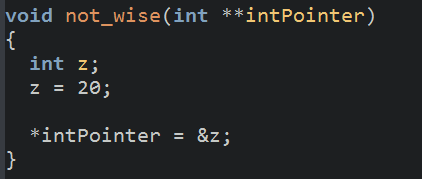 void not_wise(int **intPointer)
{
  int z;
  z = 20;

  *intPointer = &z;
}